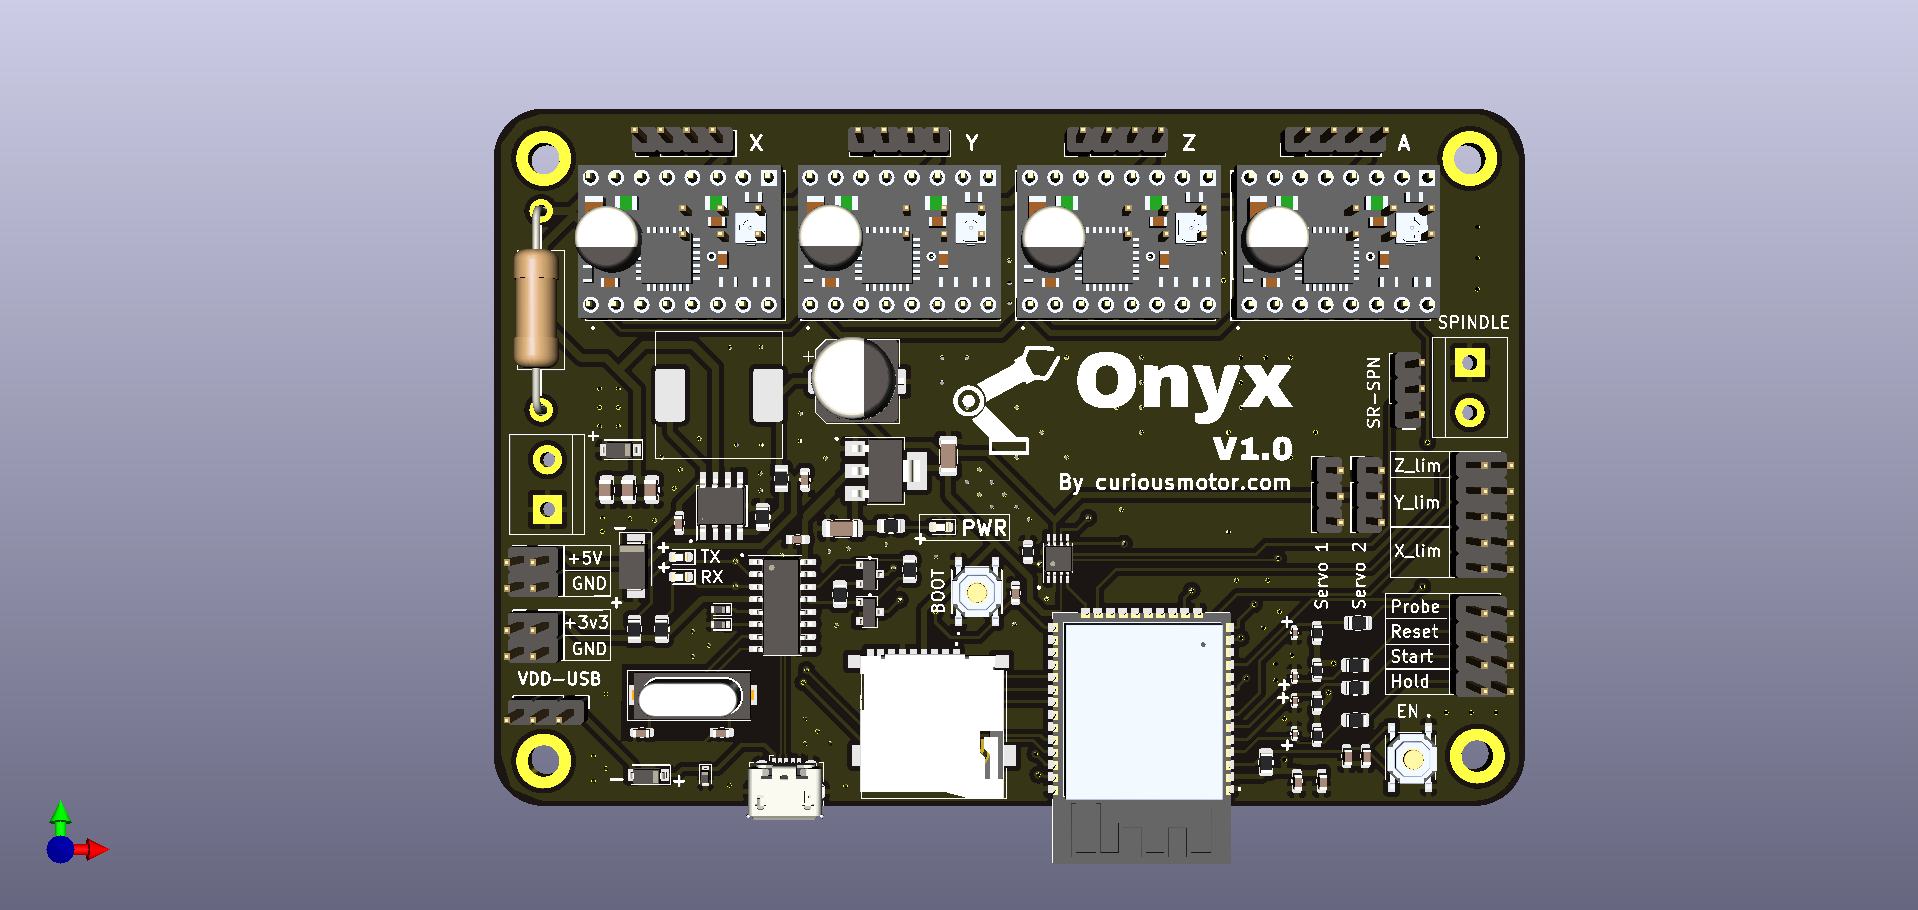 X
Y
Z
A
SPINDLE
SR-SPN
Onyx
V1.0
By curiousmotor.com
Z_lim
Y_lim
X_lim
Servo 1
Servo 2
PWR
BOOT
TX
RX
+5V
GND
+3v3
GND
VDD-USB
Probe
Reset
Start
Hold
EN